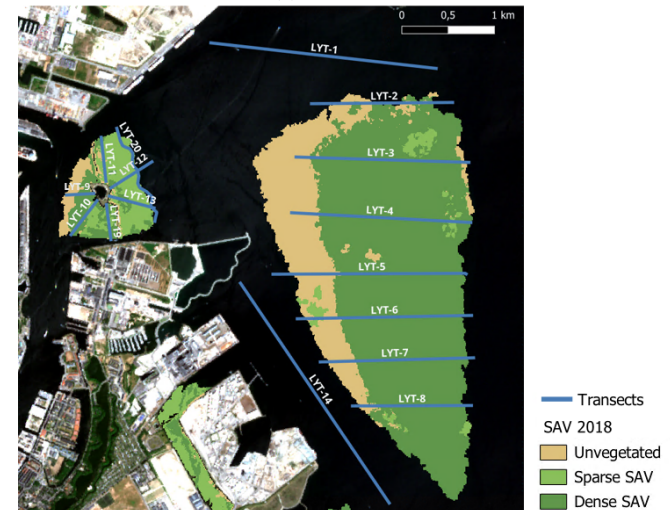 0 0,5 1 km
LYT-1
LYT-2
LYT-20
LYT-12
LYT-11
LYT-3
LYT-9
LYT-13
LYT-10
LYT-19
LYT-4
LYT-5
LYT-6
LYT-7
LYT-14
LYT-8
Transects
SAV 2018
Unvegetated
Sparse SAV
Dense SAV